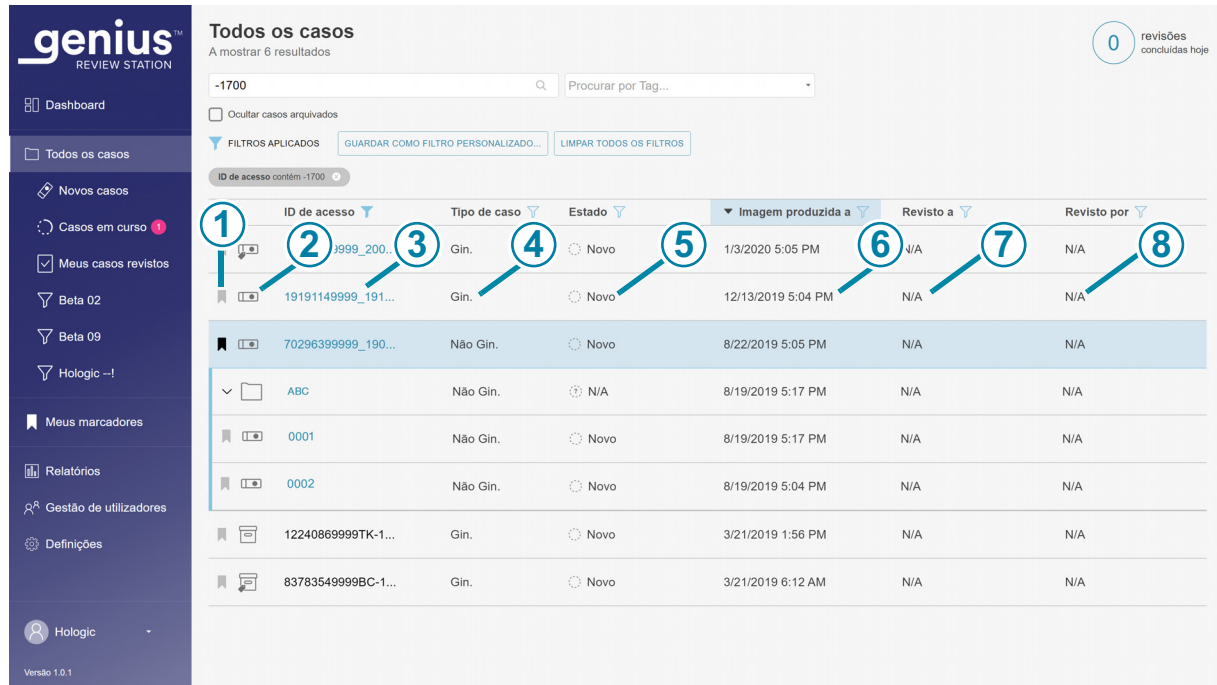 genius™
REVIEW STATION
Dashboard
Todos os casos
Novos casos
Casos em curso 1
Meus casos revistos
Beta 02
Beta 09
Hologic --!
Meus marcadores
Relatórios
Gestão de utilizadores
Definições
Hologic
Versão 1.0.1
Todos os casos
A mostrar 6 resultados
0 revisões
concluídas hoje
-1700
Procurar por Tag...
Ocultar casos arquivados
FILTROS APLICADOS GUARDAR COMO FILTRO PERSONALIZADO... LIMPAR TODOS OS FILTROS
ID de acesso contém -1700
ID de acesso Tipo de caso Estado Imagem produzida a Revisto a Revisto por
1 2 3 4 5 6 7 8
9999_200... Gin. Novo 1/3/2020 5:05 PM N/A N/A
19191149999_191... Gin. Novo 12/13/2019 5:04 PM N/A N/A
70296399999_190... Não Gin. Novo 8/22/2019 5:05 PM N/A N/A
ABC Não Gin. N/A 8/19/2019 5:17 PM N/A N/A
0001 Não Gin. Novo 8/19/2019 5:17 PM N/A N/A
0002 Não Gin. Novo 8/19/2019 5:04 PM N/A N/A
12240869999TK-1... Gin. Novo 3/21/2019 1:56 PM N/A N/A
83783549999BC-1... Gin. Novo 3/21/2019 6:12 AM N/A N/A